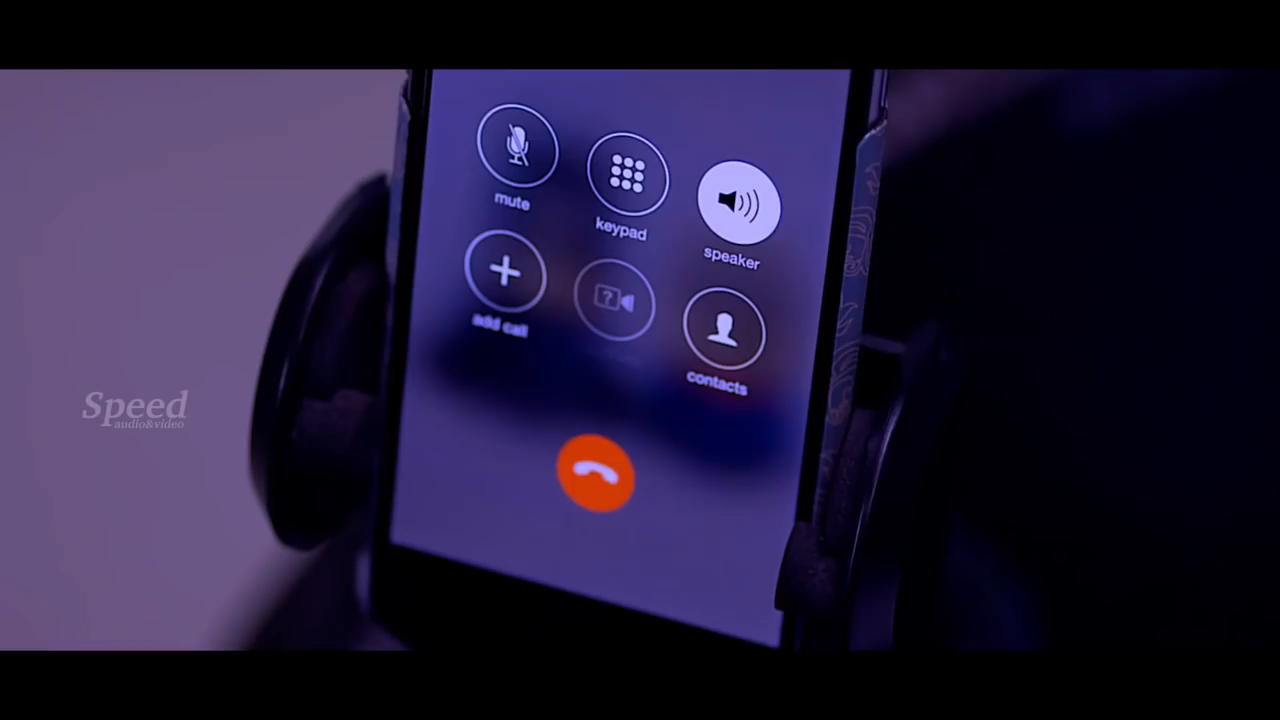 mute
keypad
speaker
add call
contacts
Speed
audio&video